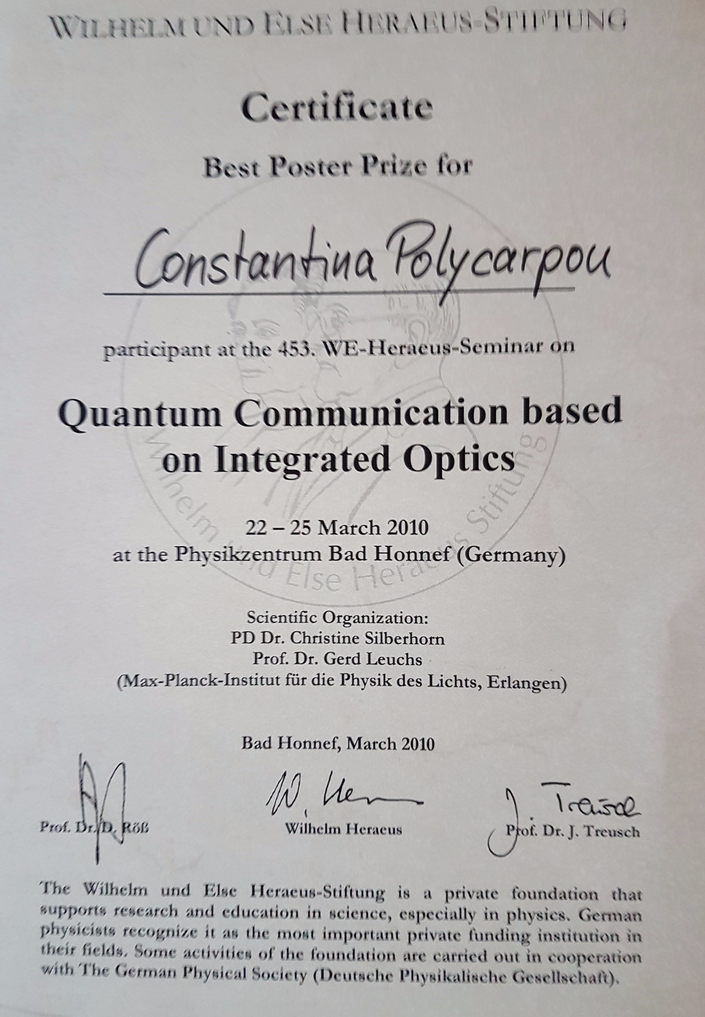 WILHELM UND ELSE HERAEUS-STIFTUNG
Certificate
Best Poster Prize for
Constantina Polycarpou
participant at the 453. WE-Heraeus-Seminar on
Quantum Communication based
on Integrated Optics
22 – 25 March 2010
at the Physikzentrum Bad Honnef (Germany)
Wilhelm und Else Heraeus Stiftung
Scientific Organization:
PD Dr. Christine Silberhorn
Prof. Dr. Gerd Leuchs
(Max-Planck-Institut für die Physik des Lichts, Erlangen)
Bad Honnef, March 2010
W. Her
J. Treusch
Prof. Dr. D. Röß
Wilhelm Heraeus
Prof. Dr. J. Treusch
The Wilhelm und Else Heraeus-Stiftung is a private foundation that
supports research and education in science, especially in physics. German
physicists recognize it as the most important private funding institution in
their fields. Some activities of the foundation are carried out in cooperation
with The German Physical Society (Deutsche Physikalische Gesellschaft).